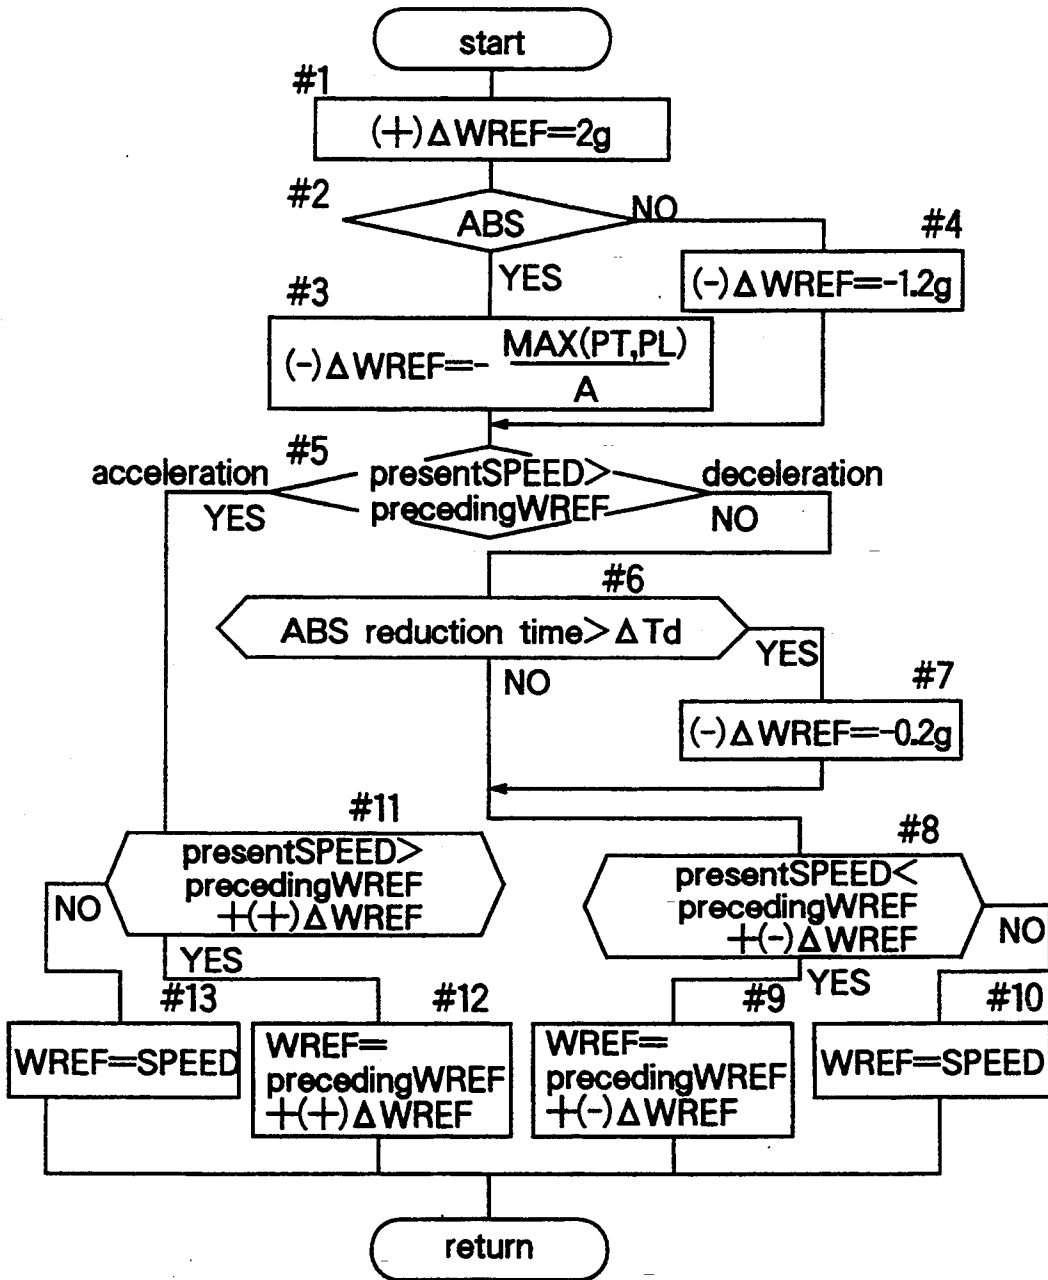 start
#1
(+)ΔWREF=2g
#2
ABS
NO
YES
#4
(-)ΔWREF=-1.2g
#3
(-)ΔWREF=- MAX(PT,PL)
A
#5
acceleration
presentSPEED>
precedingWREF
deceleration
YES
NO
#6
ABS reduction time>ΔTd
YES
NO
#7
(-)ΔWREF=-0.2g
#11
presentSPEED>
precedingWREF
+(+)ΔWREF
NO
YES
#8
presentSPEED<
precedingWREF
+(-)ΔWREF
NO
YES
#13
WREF=SPEED
#12
WREF=
precedingWREF
+(+)ΔWREF
#9
WREF=
precedingWREF
+(-)ΔWREF
#10
WREF=SPEED
return